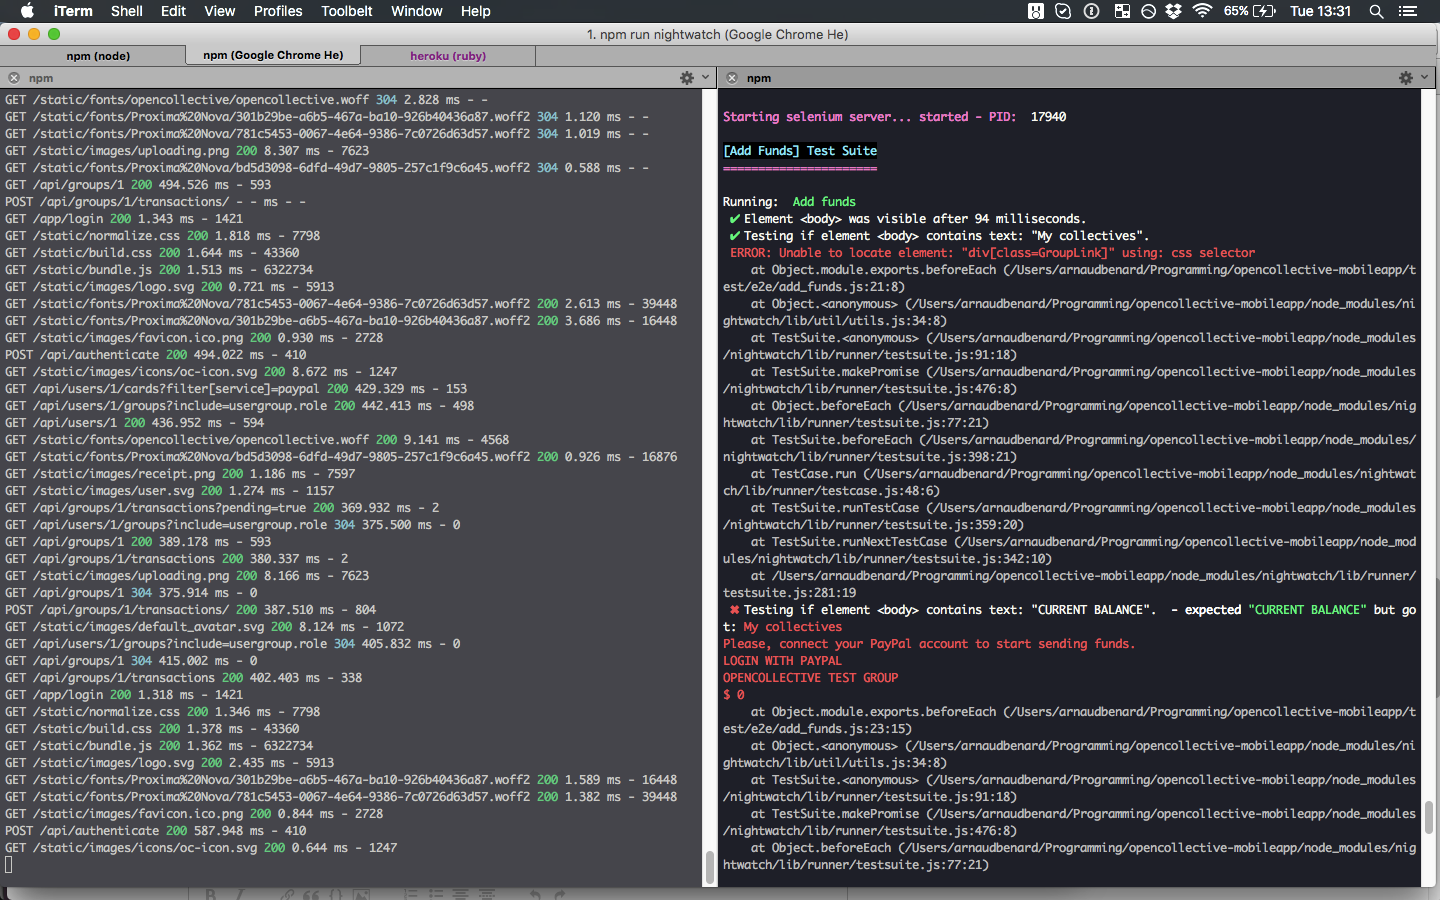 iTerm Shell Edit View Profiles Toolbelt Window Help 65% Tue 13:31
1. npm run nightwatch (Google Chrome He)
npm (node) npm (Google Chrome He) heroku (ruby)
npm
GET /static/fonts/opencollective/opencollective.woff 304 2.828 ms - -
GET /static/fonts/Proxima%20Nova/301b29be-a6b5-467a-ba10-926b40436a87.woff2 304 1.120 ms - -
GET /static/fonts/Proxima%20Nova/781c5453-0067-4e64-9386-7c0726d63d57.woff2 304 1.019 ms - -
GET /static/images/uploading.png 200 8.307 ms - 7623
GET /static/fonts/Proxima%20Nova/bd5d3098-6dfd-49d7-9805-257c1f9c6a45.woff2 304 0.588 ms - -
GET /api/groups/1 200 494.526 ms - 593
POST /api/groups/1/transactions/ - - ms - -
GET /app/login 200 1.343 ms - 1421
GET /static/normalize.css 200 1.818 ms - 7798
GET /static/build.css 200 1.644 ms - 43360
GET /static/bundle.js 200 1.513 ms - 6322734
GET /static/images/logo.svg 200 0.721 ms - 5913
GET /static/fonts/Proxima%20Nova/781c5453-0067-4e64-9386-7c0726d63d57.woff2 200 2.613 ms - 39448
GET /static/fonts/Proxima%20Nova/301b29be-a6b5-467a-ba10-926b40436a87.woff2 200 3.686 ms - 16448
GET /static/images/favicon.ico.png 200 0.930 ms - 2728
POST /api/authenticate 200 494.022 ms - 410
GET /static/images/icons/oc-icon.svg 200 8.672 ms - 1247
GET /api/users/1/cards?filter[service]=paypal 200 429.329 ms - 153
GET /api/users/1/groups?include=usergroup.role 200 442.413 ms - 498
GET /api/users/1 200 436.952 ms - 594
GET /static/fonts/opencollective/opencollective.woff 200 9.141 ms - 4568
GET /static/fonts/Proxima%20Nova/bd5d3098-6dfd-49d7-9805-257c1f9c6a45.woff2 200 0.926 ms - 16876
GET /static/images/receipt.png 200 1.186 ms - 7597
GET /static/images/user.svg 200 1.274 ms - 1157
GET /api/groups/1/transactions?pending=true 200 369.932 ms - 2
GET /api/users/1/groups?include=usergroup.role 304 375.500 ms - 0
GET /api/groups/1 200 389.178 ms - 593
GET /api/groups/1/transactions 200 380.337 ms - 2
GET /static/images/uploading.png 200 8.166 ms - 7623
GET /api/groups/1 304 375.914 ms - 0
POST /api/groups/1/transactions/ 200 387.510 ms - 804
GET /static/images/default_avatar.svg 200 8.124 ms - 1072
GET /api/users/1/groups?include=usergroup.role 304 405.832 ms - 0
GET /api/groups/1 304 415.002 ms - 0
GET /api/groups/1/transactions 200 402.403 ms - 338
GET /app/login 200 1.318 ms - 1421
GET /static/normalize.css 200 1.346 ms - 7798
GET /static/build.css 200 1.378 ms - 43360
GET /static/bundle.js 200 1.362 ms - 6322734
GET /static/images/logo.svg 200 2.435 ms - 5913
GET /static/fonts/Proxima%20Nova/301b29be-a6b5-467a-ba10-926b40436a87.woff2 200 1.589 ms - 16448
GET /static/fonts/Proxima%20Nova/781c5453-0067-4e64-9386-7c0726d63d57.woff2 200 1.382 ms - 39448
GET /static/images/favicon.ico.png 200 0.844 ms - 2728
POST /api/authenticate 200 587.948 ms - 410
GET /static/images/icons/oc-icon.svg 200 0.644 ms - 1247
npm
Starting selenium server... started - PID: 17940
[Add Funds] Test Suite
======================
Running: Add funds
✔ Element <body> was visible after 94 milliseconds.
✔ Testing if element <body> contains text: "My collectives".
ERROR: Unable to locate element: "div[class=GroupLink]" using: css selector
at Object.module.exports.beforeEach (/Users/arnaudbenard/Programming/opencollective-mobileapp/t
est/e2e/add_funds.js:21:8)
at Object.<anonymous> (/Users/arnaudbenard/Programming/opencollective-mobileapp/node_modules/ni
ghtwatch/lib/util/utils.js:34:8)
at TestSuite.<anonymous> (/Users/arnaudbenard/Programming/opencollective-mobileapp/node_modules
/nightwatch/lib/runner/testsuite.js:91:18)
at TestSuite.makePromise (/Users/arnaudbenard/Programming/opencollective-mobileapp/node_modules
/nightwatch/lib/runner/testsuite.js:476:8)
at Object.beforeEach (/Users/arnaudbenard/Programming/opencollective-mobileapp/node_modules/nig
htwatch/lib/runner/testsuite.js:77:21)
at TestSuite.beforeEach (/Users/arnaudbenard/Programming/opencollective-mobileapp/node_modules/
nightwatch/lib/runner/testsuite.js:398:21)
at TestCase.run (/Users/arnaudbenard/Programming/opencollective-mobileapp/node_modules/nightwat
ch/lib/runner/testcase.js:48:6)
at TestSuite.runTestCase (/Users/arnaudbenard/Programming/opencollective-mobileapp/node_modules
/nightwatch/lib/runner/testsuite.js:359:20)
at TestSuite.runNextTestCase (/Users/arnaudbenard/Programming/opencollective-mobileapp/node_mod
ules/nightwatch/lib/runner/testsuite.js:342:10)
at /Users/arnaudbenard/Programming/opencollective-mobileapp/node_modules/nightwatch/lib/runner/
testsuite.js:281:19
✖ Testing if element <body> contains text: "CURRENT BALANCE". - expected "CURRENT BALANCE" but go
t: My collectives
Please, connect your PayPal account to start sending funds.
LOGIN WITH PAYPAL
OPENCOLLECTIVE TEST GROUP
$ 0
at Object.module.exports.beforeEach (/Users/arnaudbenard/Programming/opencollective-mobileapp/t
est/e2e/add_funds.js:23:15)
at Object.<anonymous> (/Users/arnaudbenard/Programming/opencollective-mobileapp/node_modules/ni
ghtwatch/lib/util/utils.js:34:8)
at TestSuite.<anonymous> (/Users/arnaudbenard/Programming/opencollective-mobileapp/node_modules
/nightwatch/lib/runner/testsuite.js:91:18)
at TestSuite.makePromise (/Users/arnaudbenard/Programming/opencollective-mobileapp/node_modules
/nightwatch/lib/runner/testsuite.js:476:8)
at Object.beforeEach (/Users/arnaudbenard/Programming/opencollective-mobileapp/node_modules/nig
htwatch/lib/runner/testsuite.js:77:21)